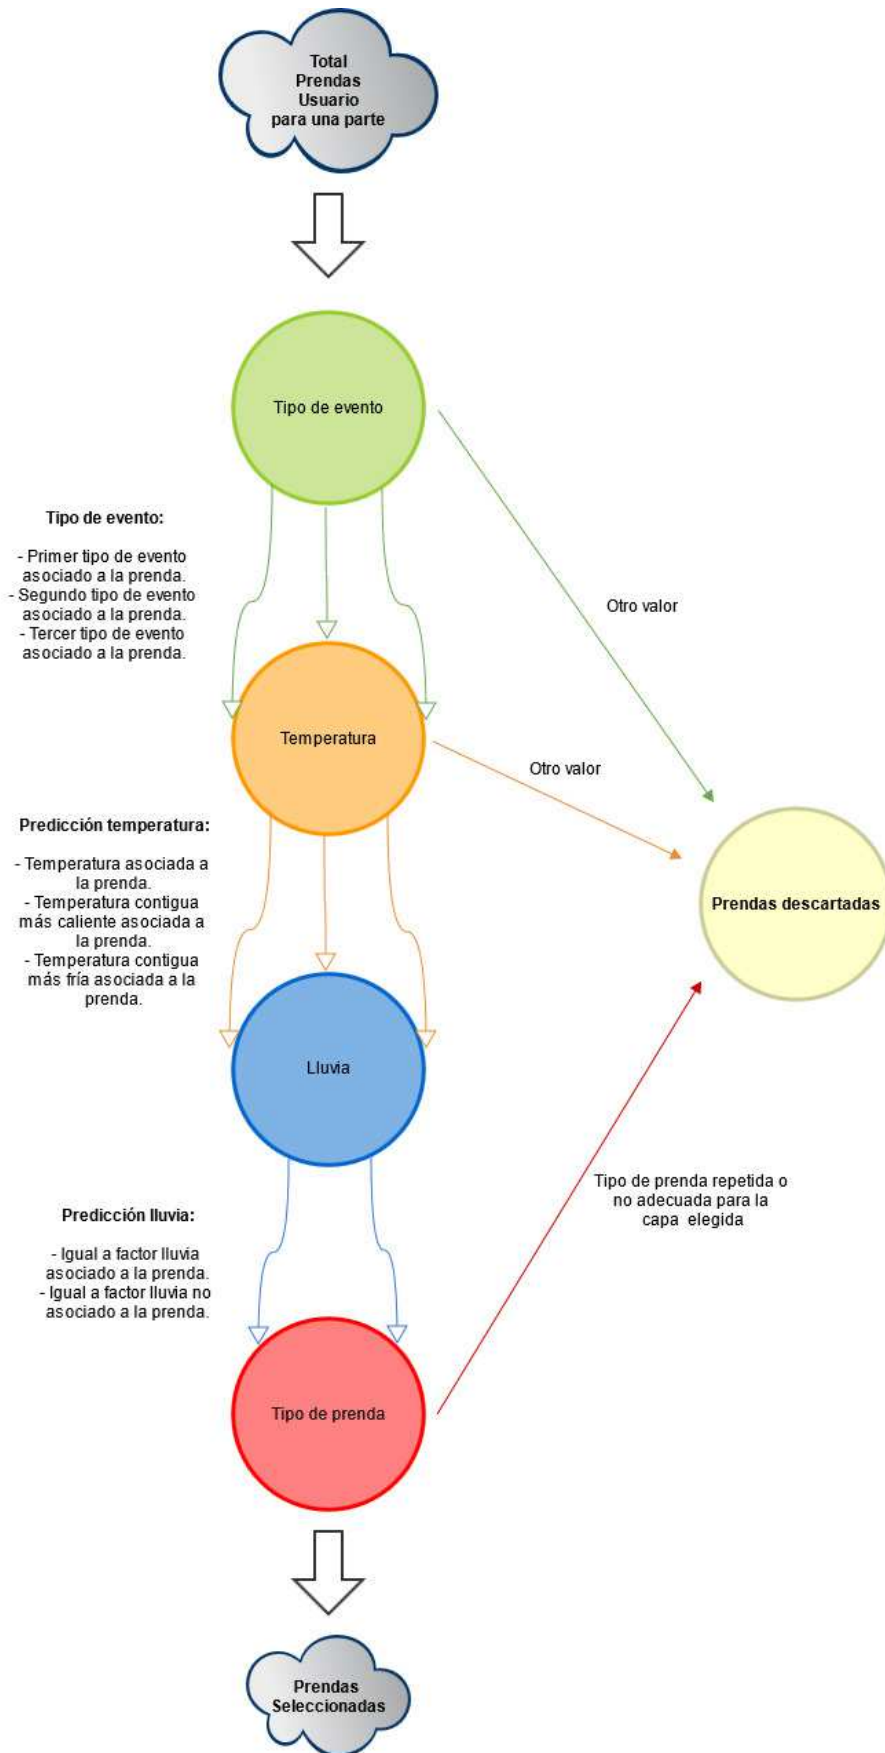 Total
Prendas
Usuario
para una parte
Tipo de evento
Tipo de evento:
- Primer tipo de evento
asociado a la prenda.
- Segundo tipo de evento
asociado a la prenda.
- Tercer tipo de evento
asociado a la prenda.
Otro valor
Temperatura
Otro valor
Predicción temperatura:
- Temperatura asociada a
la prenda.
- Temperatura contigua
más caliente asociada a
la prenda.
- Temperatura contigua
más fría asociada a la
prenda.
Prendas descartadas
Lluvia
Tipo de prenda repetida o
no adecuada para la
capa elegida
Predicción lluvia:
- Igual a factor lluvia
asociado a la prenda.
- Igual a factor lluvia no
asociado a la prenda.
Tipo de prenda
Prendas
Seleccionadas